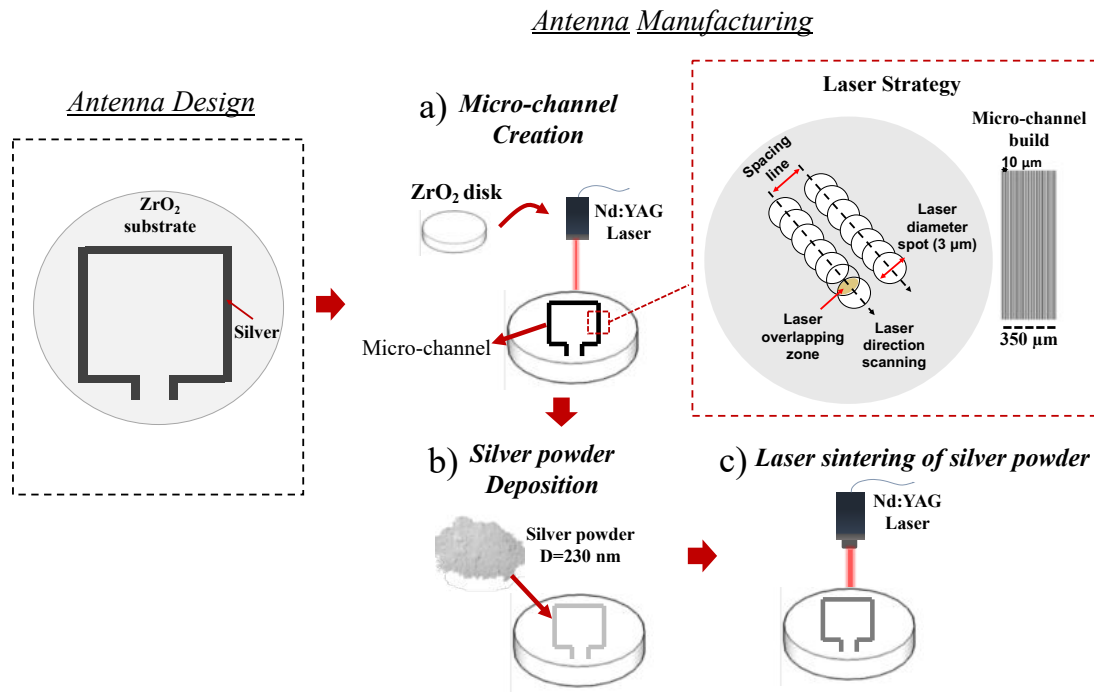 Antenna Manufacturing
Antenna Design
ZrO2
substrate
Silver
a) Micro-channel
Creation
ZrO2 disk
Nd:YAG
Laser
Micro-channel
Laser Strategy
Spacing
line
Laser
diameter
spot (3 μm)
Laser
overlapping
zone
Laser
direction
scanning
Micro-channel
build
10 μm
350 μm
b) Silver powder
Deposition
Silver powder
D=230 nm
c) Laser sintering of silver powder
Nd:YAG
Laser